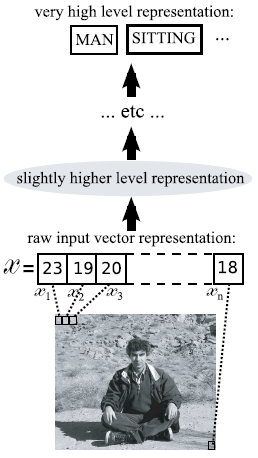 very high level representation:
MAN SITTING ...
... etc ...
slightly higher level representation
raw input vector representation:
x = 23 19 20 18
x1 x2 x3 xn